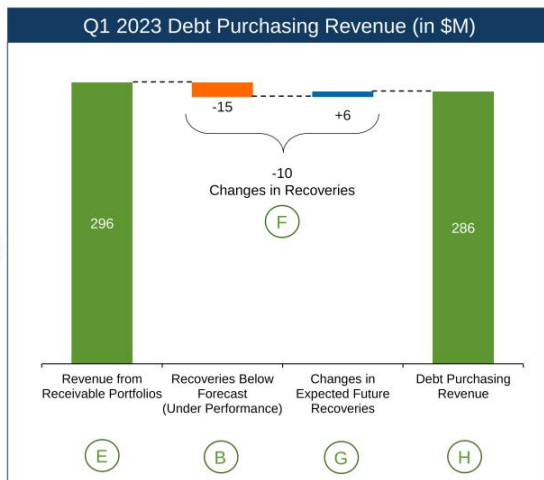 Q1 2023 Debt Purchasing Revenue (in $M)
-15
+6
-10
Changes in Recoveries
F
296
286
Revenue from
Receivable Portfolios
Recoveries Below
Forecast
(Under Performance)
Changes in
Expected Future
Recoveries
Debt Purchasing
Revenue
E
B
G
H